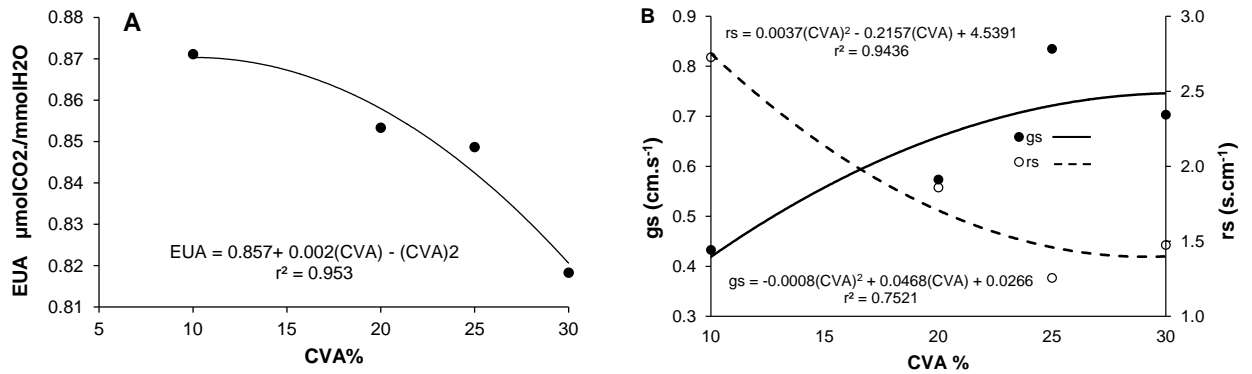 A
0.88
0.87
0.86
0.85
0.84
0.83
0.82
0.81
EUA µmolCO2./mmolH2O
EUA = 0.857+ 0.002(CVA) - (CVA)2
r² = 0.953
5 10 15 20 25 30
CVA%
B
0.9
0.8
0.7
0.6
0.5
0.4
0.3
gs (cm.s⁻¹)
rs = 0.0037(CVA)² - 0.2157(CVA) + 4.5391
r² = 0.9436
gs
rs
gs = -0.0008(CVA)² + 0.0468(CVA) + 0.0266
r² = 0.7521
3.0
2.5
2.0
1.5
1.0
rs (s.cm⁻¹)
10 15 20 25 30
CVA %